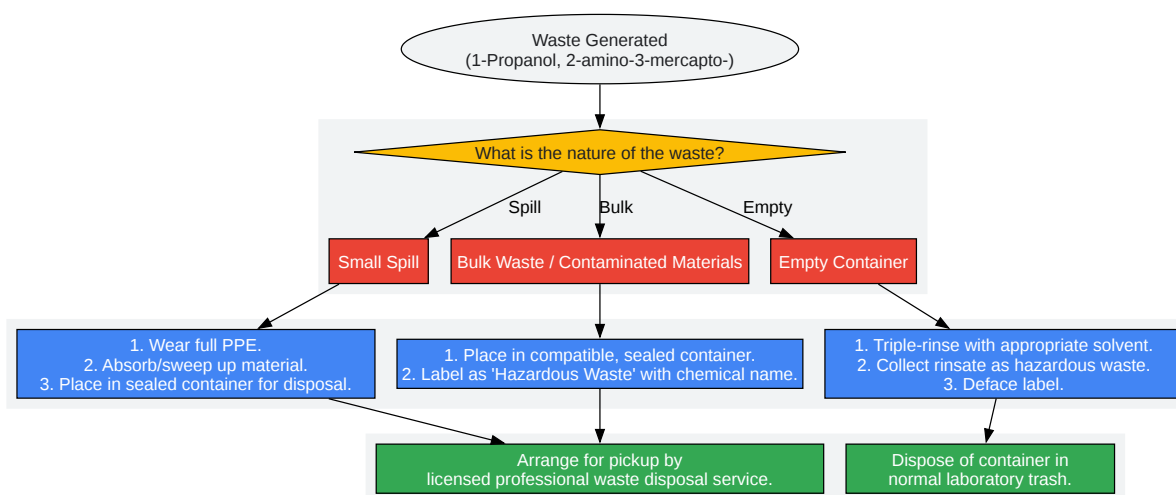 Waste Generated
(1-Propanol, 2-amino-3-mercapto-)
What is the nature of the waste?
Spill
Bulk
Empty
Small Spill
Bulk Waste / Contaminated Materials
Empty Container
1. Wear full PPE.
2. Absorb/sweep up material.
3. Place in sealed container for disposal.
1. Place in compatible, sealed container.
2. Label as 'Hazardous Waste' with chemical name.
1. Triple-rinse with appropriate solvent.
2. Collect rinsate as hazardous waste.
3. Deface label.
Arrange for pickup by
licensed professional waste disposal service.
Dispose of container in
normal laboratory trash.